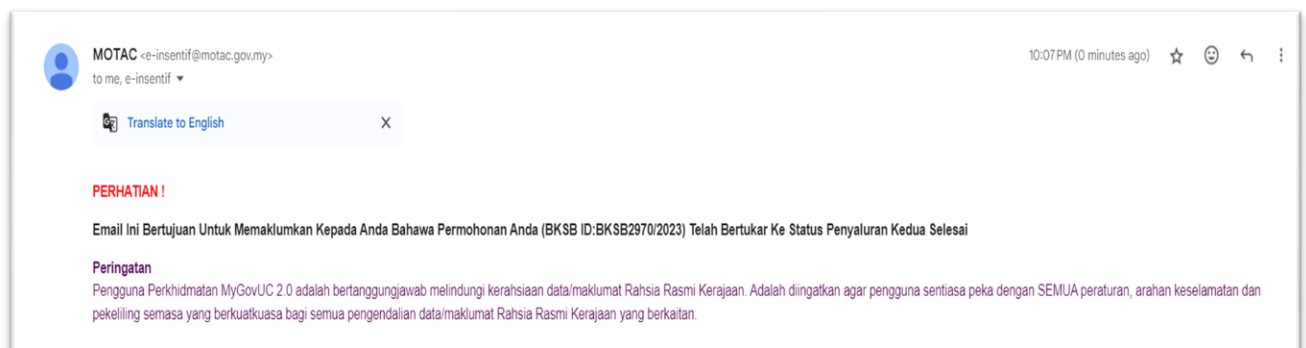 MOTAC <e-insentif@motac.gov.my>
10:07 PM (0 minutes ago)
to me, e-insentif
Translate to English
X
PERHATIAN !
Email Ini Bertujuan Untuk Memaklumkan Kepada Anda Bahawa Permohonan Anda (BKSB ID:BKSB2970/2023) Telah Bertukar Ke Status Penyaluran Kedua Selesai
Peringatan
Pengguna Perkhidmatan MyGovUC 2.0 adalah bertanggungjawab melindungi kerahsiaan data/maklumat Rahsia Rasmi Kerajaan. Adalah diingatkan agar pengguna sentiasa peka dengan SEMUA peraturan, arahan keselamatan dan
pekeliling semasa yang berkuatkuasa bagi semua pengendalian data/maklumat Rahsia Rasmi Kerajaan yang berkaitan.